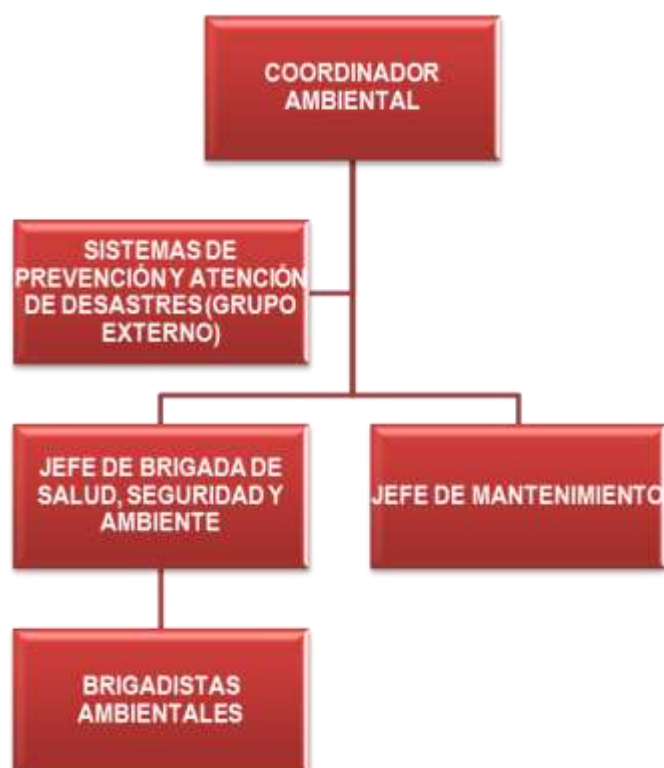 COORDINADOR
AMBIENTAL
SISTEMAS DE
PREVENCIÓN Y ATENCIÓN
DE DESASTRES (GRUPO
EXTERNO)
JEFE DE BRIGADA DE
SALUD, SEGURIDAD Y
AMBIENTE
JEFE DE MANTENIMIENTO
BRIGADISTAS
AMBIENTALES